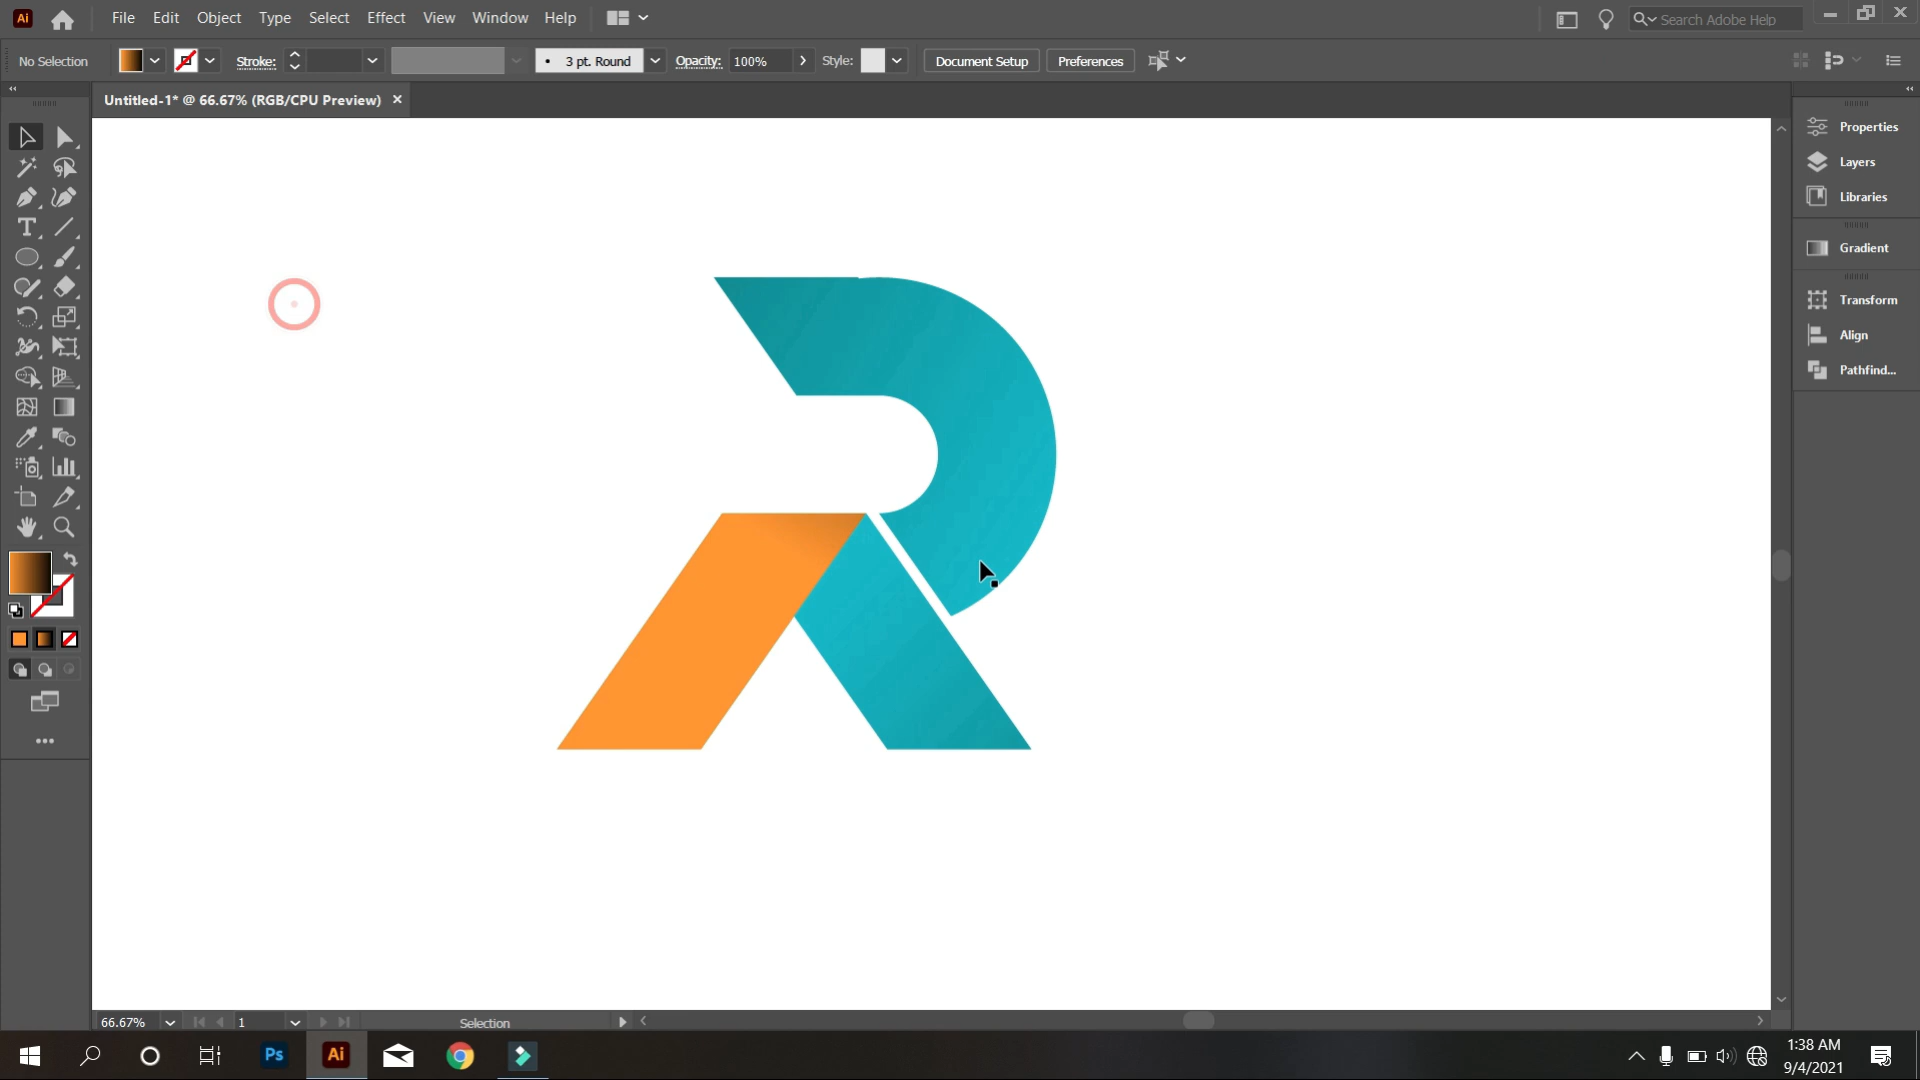 Ai File Edit Object Type Select Effect View Window Help Search Adobe Help
No Selection Stroke: 3 pt. Round Opacity: 100% Style: Document Setup Preferences
Untitled-1* @ 66.67% (RGB/CPU Preview)
Properties
Layers
Libraries
Gradient
Transform
Align
Pathfind...
66.67% 1 Selection
Ps Ai 1:38 AM
9/4/2021